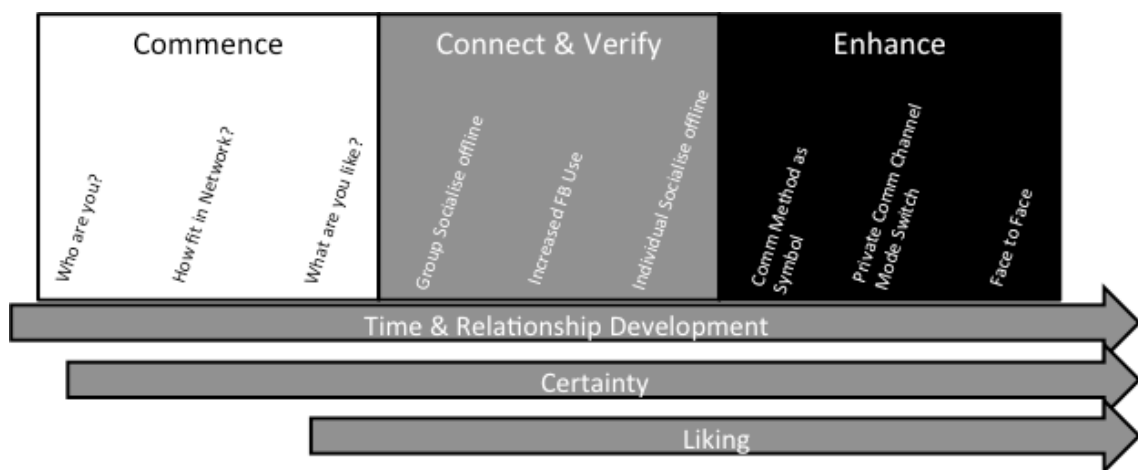 Commence
Connect & Verify
Enhance
Who are you?
How fit in Network?
What are you like?
Group Socialise offline
Increased FB Use
Individual Socialise offline
Comm Method as
Symbol
Private Comm Channel
Mode Switch
Face to Face
Time & Relationship Development
Certainty
Liking